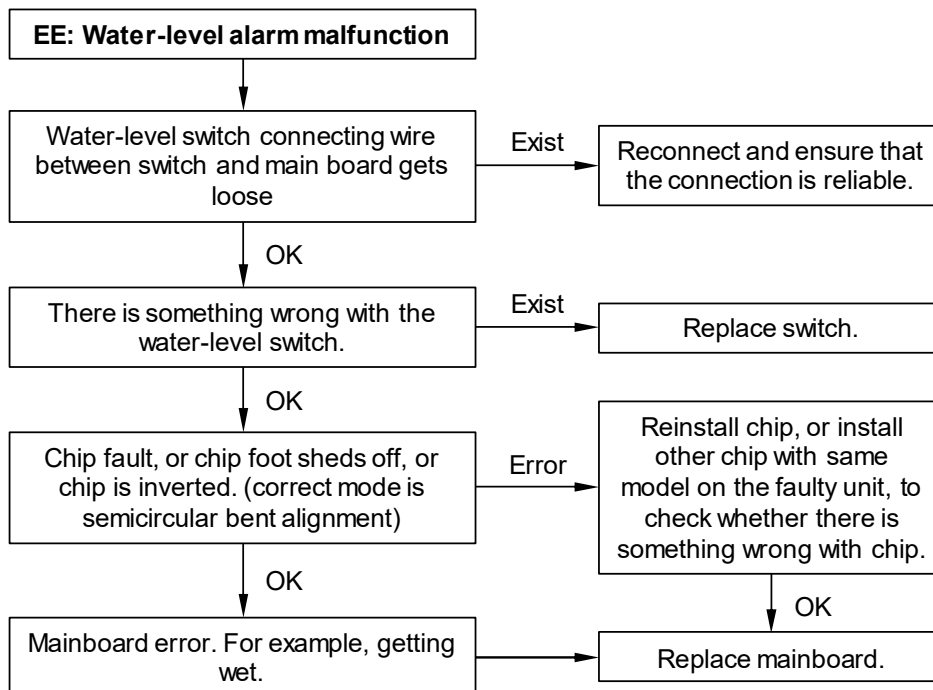 EE: Water-level alarm malfunction
Water-level switch connecting wire
between switch and main board gets
loose
Exist
Reconnect and ensure that
the connection is reliable.
OK
There is something wrong with the
water-level switch.
Exist
Replace switch.
OK
Chip fault, or chip foot sheds off, or
chip is inverted. (correct mode is
semicircular bent alignment)
Error
Reinstall chip, or install
other chip with same
model on the faulty unit, to
check whether there is
something wrong with chip.
OK
OK
Mainboard error. For example, getting
wet.
Replace mainboard.